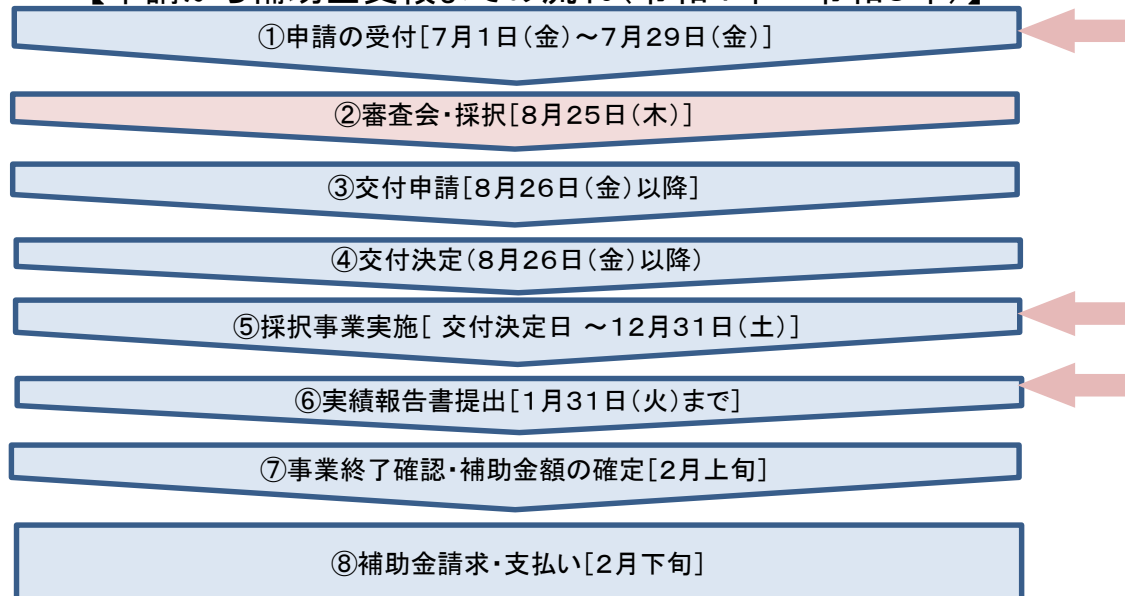 ①申請の受付[7月1日(金)~7月29日(金)]
②審査会・採択[8月25日(木)]
③交付申請[8月26日(金)以降]
④交付決定(8月26日(金)以降)
⑤採択事業実施[ 交付決定日 ~12月31日(土)]
⑥実績報告書提出[1月31日(火)まで]
⑦事業終了確認・補助金額の確定[2月上旬]
⑧補助金請求・支払い[2月下旬]